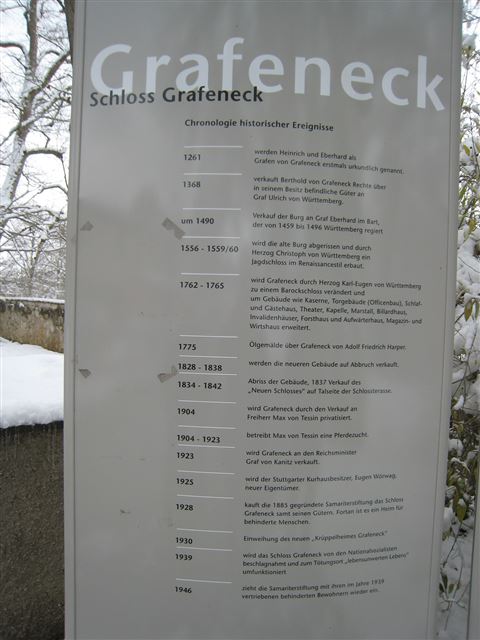 Grafeneck
Schloss Grafeneck
Chronologie historischer Ereignisse
1261 werden Heinrich und Eberhard als
Grafen von Grafeneck erstmals urkundlich genannt.
1368 verkauft Berthold von Grafeneck Rechte über
in seinem Besitz befindliche Güter an
Graf Ulrich von Württemberg.
um 1490 Verkauf der Burg an Graf Eberhard im Bart,
der von 1459 bis 1496 Württemberg regiert
1556 - 1559/60 wird die alte Burg abgerissen und durch
Herzog Christoph von Württemberg ein
Jagdschloss im Renaissancestil erbaut.
1762 - 1765 wird Grafeneck durch Herzog Karl-Eugen von Württemberg
zu einem Barockschloss verändert und
um Gebäude wie Kaserne, Torgebäude (Officenbau), Schlaf-
und Gästehaus, Theater, Kapelle, Marstall, Billardhaus,
Invalidenhäuser, Forsthaus und Aufwärterhaus, Magazin- und
Wirtshaus erweitert.
1775 Ölgemälde über Grafeneck von Adolf Friedrich Harper.
1828 - 1838 werden die neueren Gebäude auf Abbruch verkauft.
1834 - 1842 Abriss der Gebäude, 1837 Verkauf des
„Neuen Schlosses" auf Talseite der Schlossterasse.
1904 wird Grafeneck durch den Verkauf an
Freiherr Max von Tessin privatisiert.
1904 - 1923 betreibt Max von Tessin eine Pferdezucht.
1923 wird Grafeneck an den Reichsminister
Graf von Kanitz verkauft.
1925 wird der Stuttgarter Kurhausbesitzer, Eugen Wörwag,
neuer Eigentümer.
1928 kauft die 1885 gegründete Samariterstiftung das Schloss
Grafeneck samt seinen Gütern. Fortan ist es ein Heim für
behinderte Menschen.
1930 Einweihung des neuen „Krüppelheimes Grafeneck"
1939 wird das Schloss Grafeneck von den Nationalsozialisten
beschlagnahmt und zum Tötungsort „lebensunwerten Lebens"
umfunktioniert
1946 zieht die Samariterstiftung mit ihren im Jahre 1939
vertriebenen behinderten Bewohnern wieder ein.